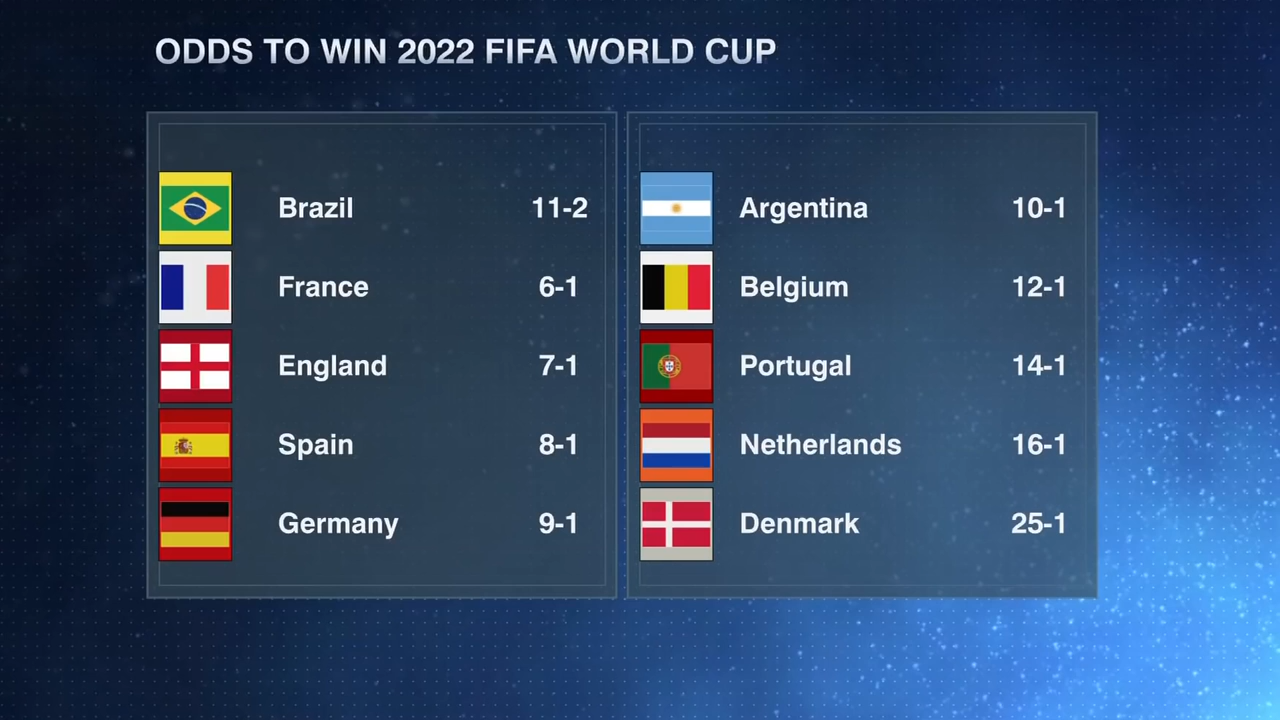 ODDS TO WIN 2022 FIFA WORLD CUP
Brazil 11-2
France 6-1
England 7-1
Spain 8-1
Germany 9-1
Argentina 10-1
Belgium 12-1
Portugal 14-1
Netherlands 16-1
Denmark 25-1